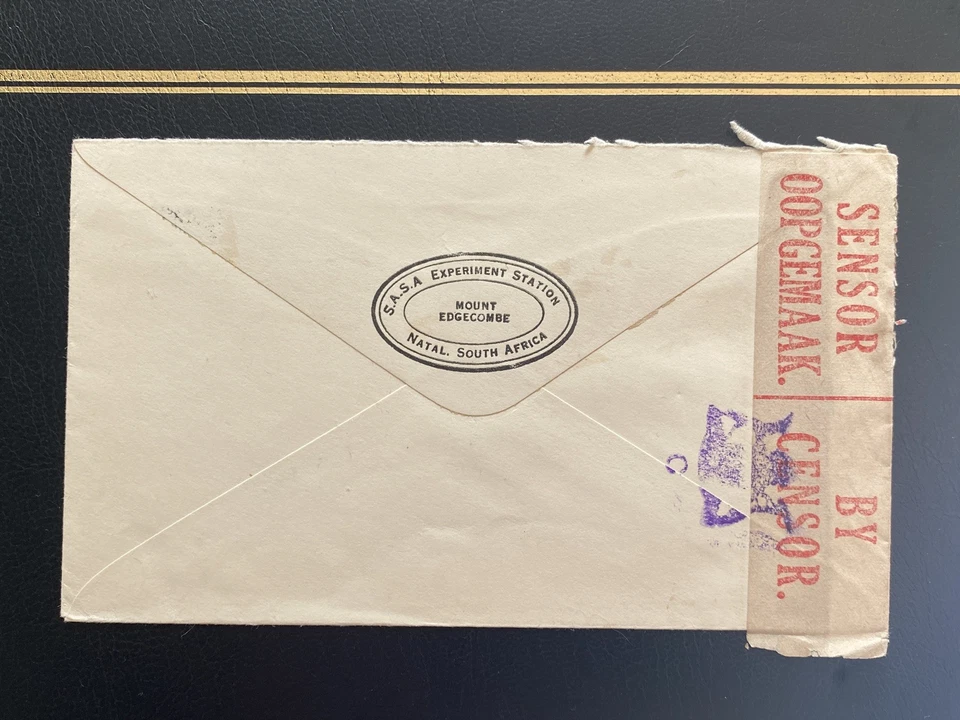 S.A.S.A EXPERIMENT STATION
MOUNT
EDGECOMBE
NATAL. SOUTH AFRICA
SENSOR
OOPGEMAAK.
BY
CENSOR.